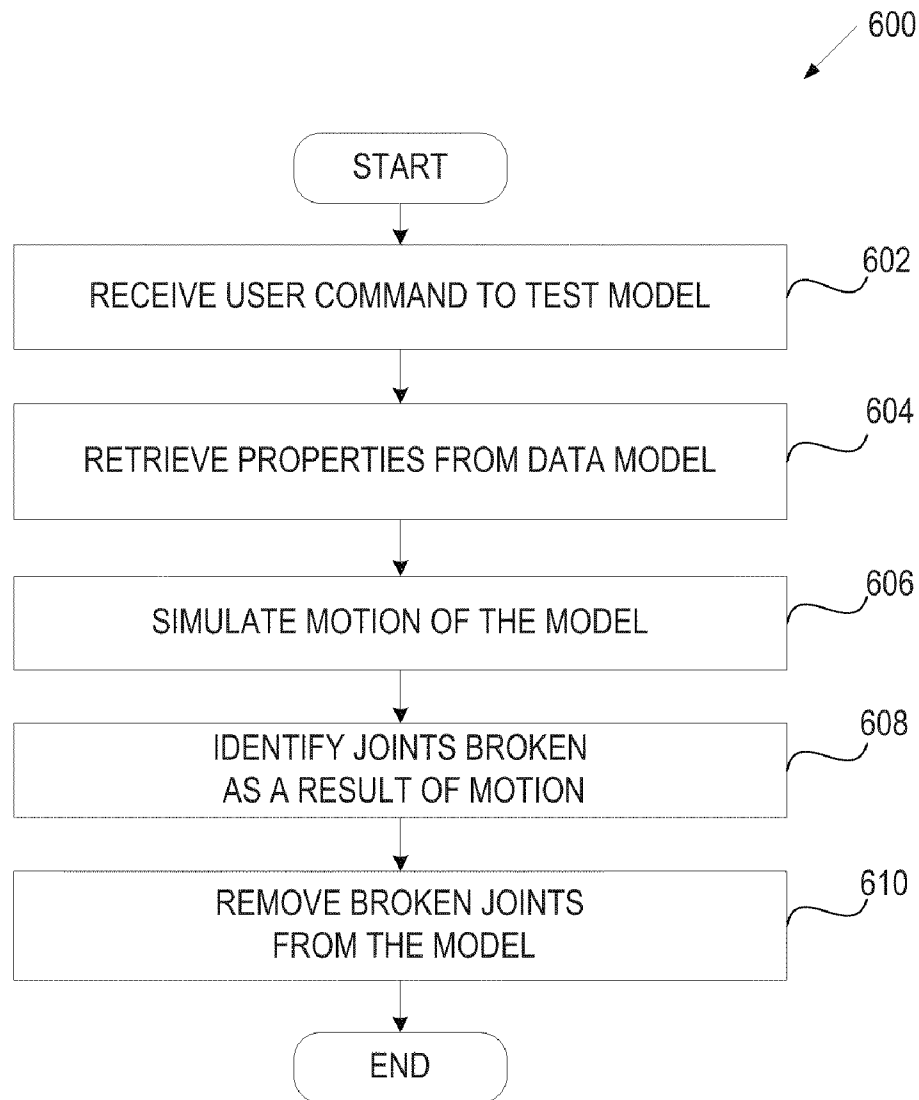 600
START
RECEIVE USER COMMAND TO TEST MODEL
602
RETRIEVE PROPERTIES FROM DATA MODEL
604
SIMULATE MOTION OF THE MODEL
606
IDENTIFY JOINTS BROKEN
AS A RESULT OF MOTION
608
REMOVE BROKEN JOINTS
FROM THE MODEL
610
END